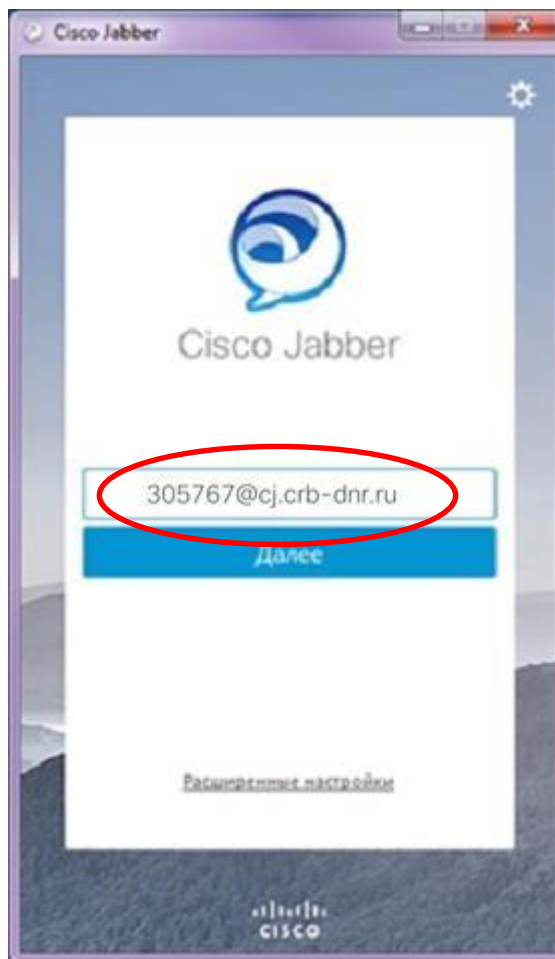 Cisco Jabber
Cisco Jabber
305767@cj.crb-dnr.ru
Далее
Расширенные настройки
CISCO